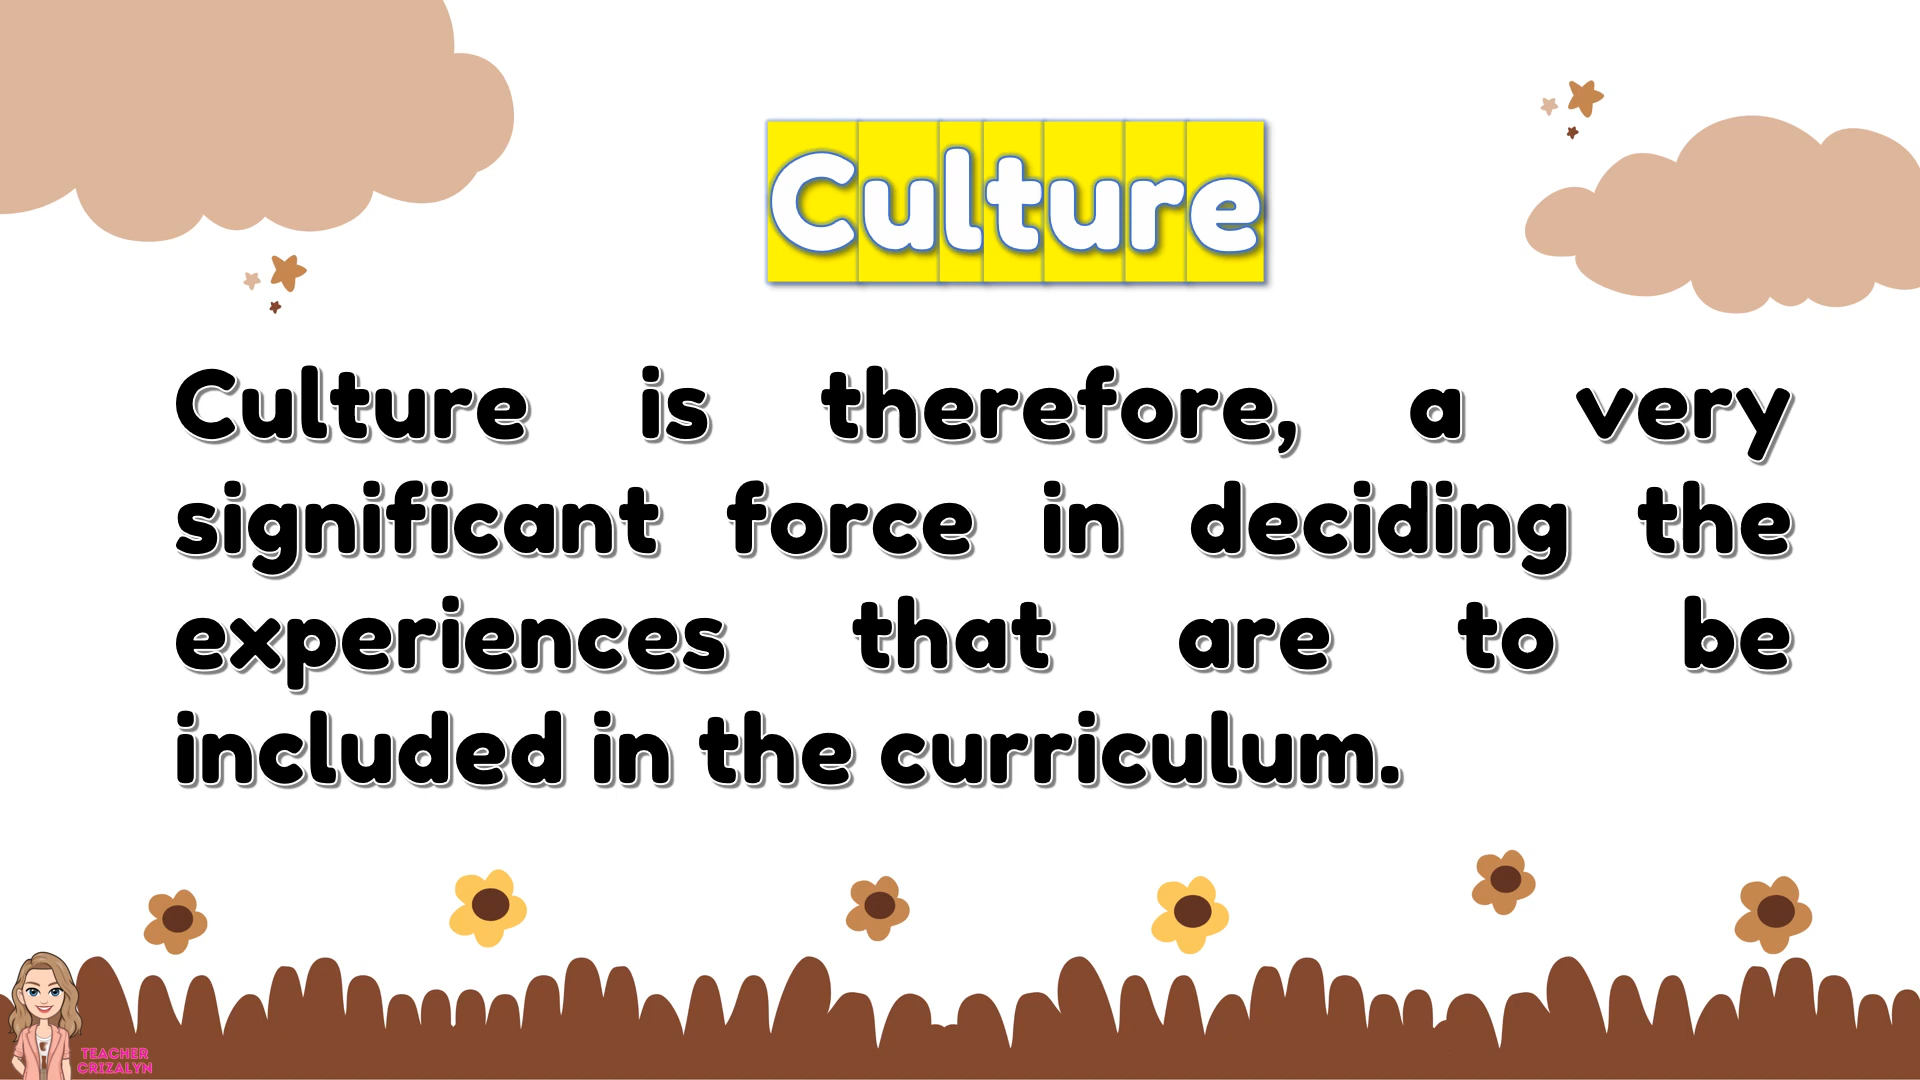 Culture
Culture is therefore, a very
significant force in deciding the
experiences that are to be
included in the curriculum.
TEACHER
CRIZALYN